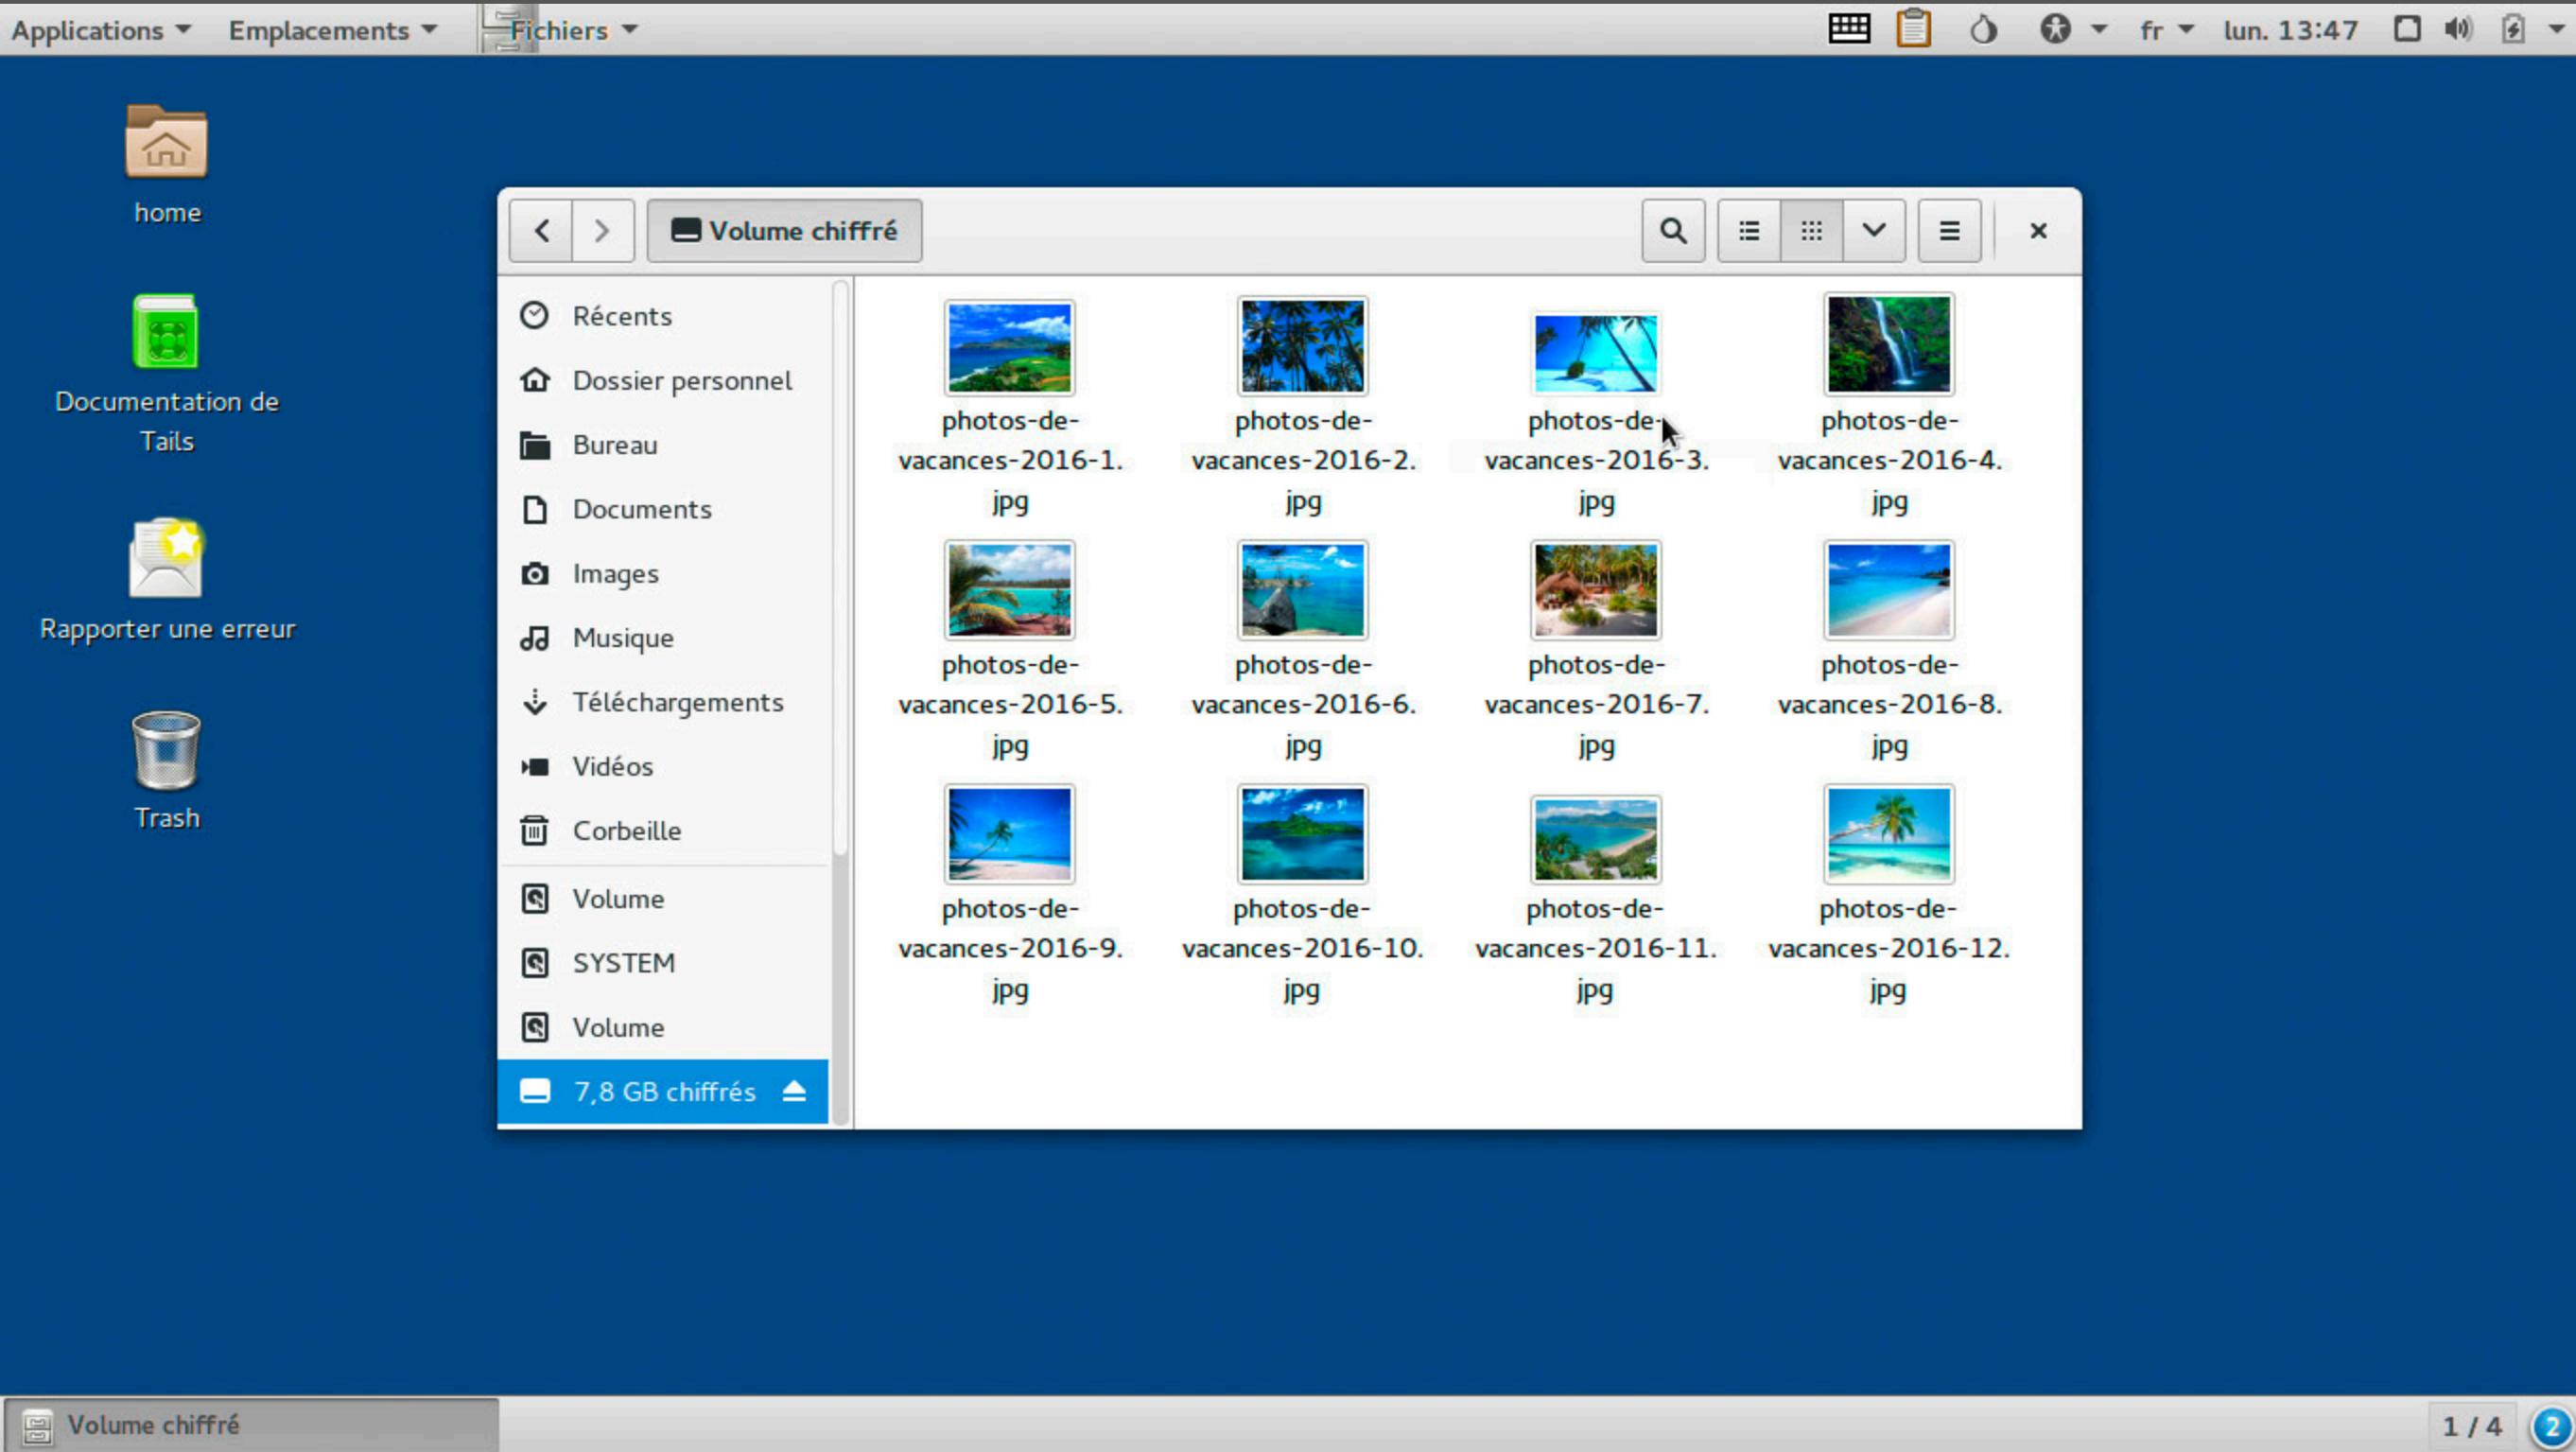 Applications
Emplacements
Fichiers
fr
lun. 13:47
home
Documentation de
Tails
Rapporter une erreur
Trash
Volume chiffré
Récents
Dossier personnel
Bureau
Documents
Images
Musique
Téléchargements
Vidéos
Corbeille
Volume
SYSTEM
Volume
7,8 GB chiffrés
photos-de-
vacances-2016-1.
jpg
photos-de-
vacances-2016-2.
jpg
photos-de-
vacances-2016-3.
jpg
photos-de-
vacances-2016-4.
jpg
photos-de-
vacances-2016-5.
jpg
photos-de-
vacances-2016-6.
jpg
photos-de-
vacances-2016-7.
jpg
photos-de-
vacances-2016-8.
jpg
photos-de-
vacances-2016-9.
jpg
photos-de-
vacances-2016-10.
jpg
photos-de-
vacances-2016-11.
jpg
photos-de-
vacances-2016-12.
jpg
Volume chiffré
1 / 4
2